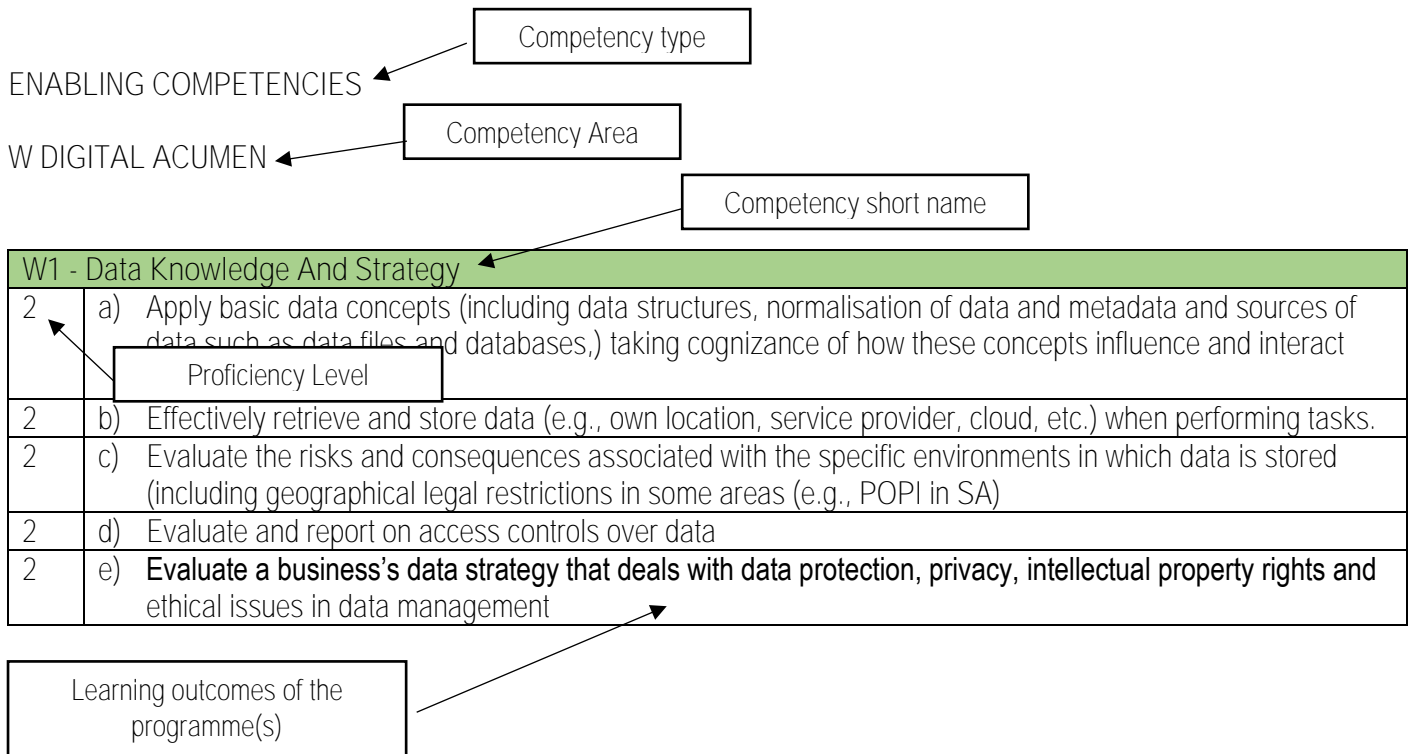 Competency type
ENABLING COMPETENCIES
Competency Area
W DIGITAL ACUMEN
Competency short name
W1 - Data Knowledge And Strategy
2 a) Apply basic data concepts (including data structures, normalisation of data and metadata and sources of
data such as data files and databases,) taking cognizance of how these concepts influence and interact
Proficiency Level
2 b) Effectively retrieve and store data (e.g., own location, service provider, cloud, etc.) when performing tasks.
2 c) Evaluate the risks and consequences associated with the specific environments in which data is stored
(including geographical legal restrictions in some areas (e.g., POPI in SA)
2 d) Evaluate and report on access controls over data
2 e) Evaluate a business’s data strategy that deals with data protection, privacy, intellectual property rights and
ethical issues in data management
Learning outcomes of the
programme(s)